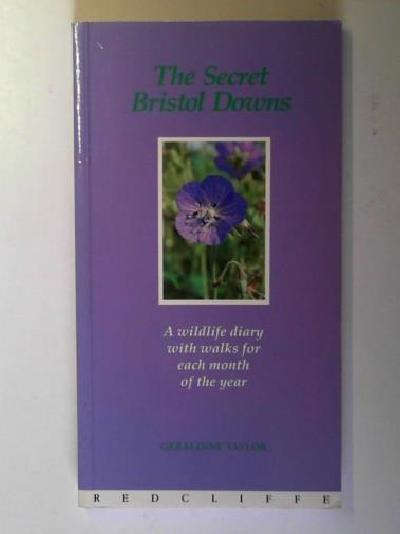 The Secret
Bristol Downs
A wildlife diary
with walks for
each month
of the year
GERALDINE TAYLOR
REDCLIFFE